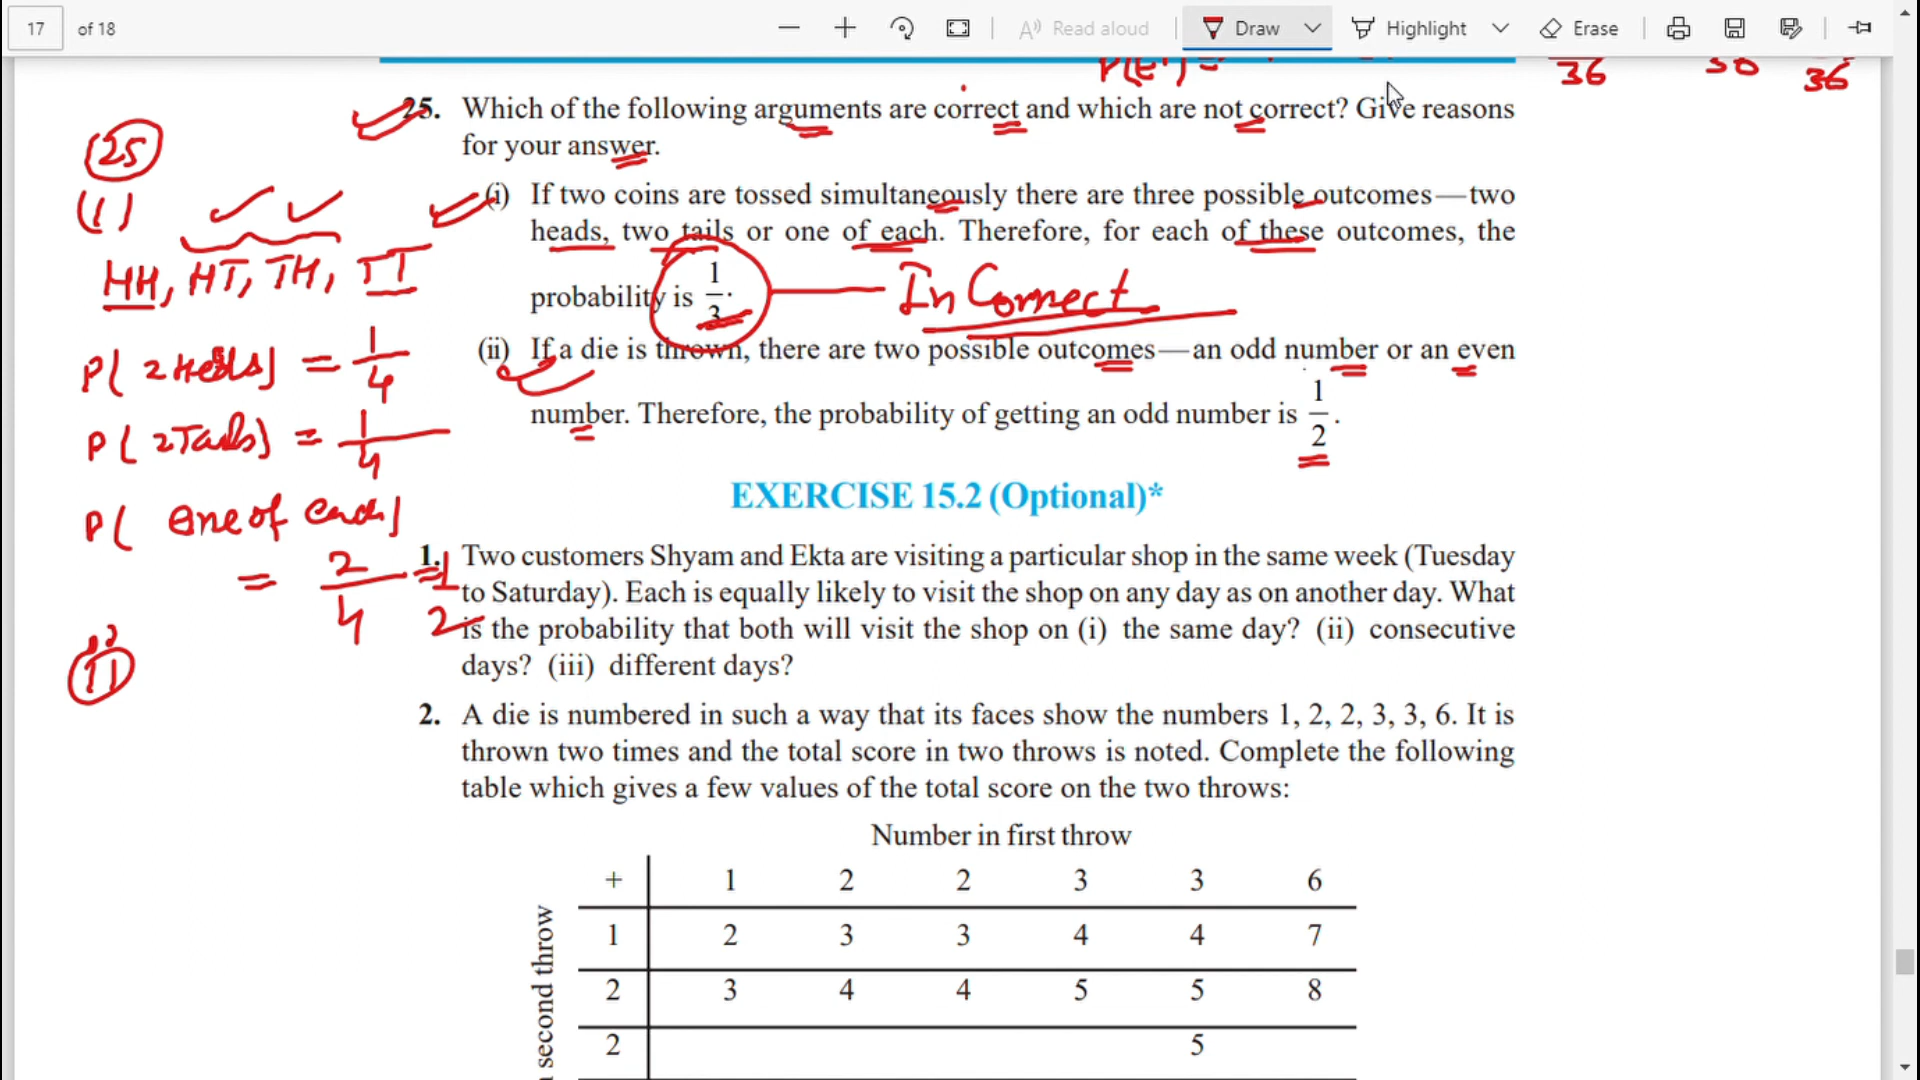 17 of 18 Read aloud Draw Highlight Erase
P(E') =
36 36 36
25. Which of the following arguments are correct and which are not correct? Give reasons
for your answer.
(i) If two coins are tossed simultaneously there are three possible outcomes—two
heads, two tails or one of each. Therefore, for each of these outcomes, the
probability is 1/3.
InCorrect
(ii) If a die is thrown, there are two possible outcomes—an odd number or an even
number. Therefore, the probability of getting an odd number is 1/2.
25
(i)
HH, HT, TH, TT
P( 2 Heads) = 1/4
P( 2 Tails) = 1/4
P( One of each)
= 2/4 = 1/2
(ii)
EXERCISE 15.2 (Optional)*
1. Two customers Shyam and Ekta are visiting a particular shop in the same week (Tuesday
to Saturday). Each is equally likely to visit the shop on any day as on another day. What
is the probability that both will visit the shop on (i) the same day? (ii) consecutive
days? (iii) different days?
2. A die is numbered in such a way that its faces show the numbers 1, 2, 2, 3, 3, 6. It is
thrown two times and the total score in two throws is noted. Complete the following
table which gives a few values of the total score on the two throws:
Number in first throw
+ 1 2 2 3 3 6
1 2 3 3 4 4 7
2 3 4 4 5 5 8
2 5
second throw